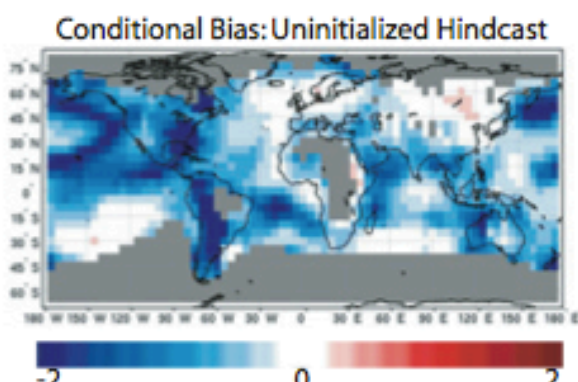 Conditional Bias: Uninitialized Hindcast
75° N
60° N
45° N
30° N
15° N
0°
15° S
30° S
45° S
60° S
180 W 150 W 120 W 90 W 60 W 30 W 0 30 E 60 E 90 E 120 E 150 E 180 E
-2 0 2